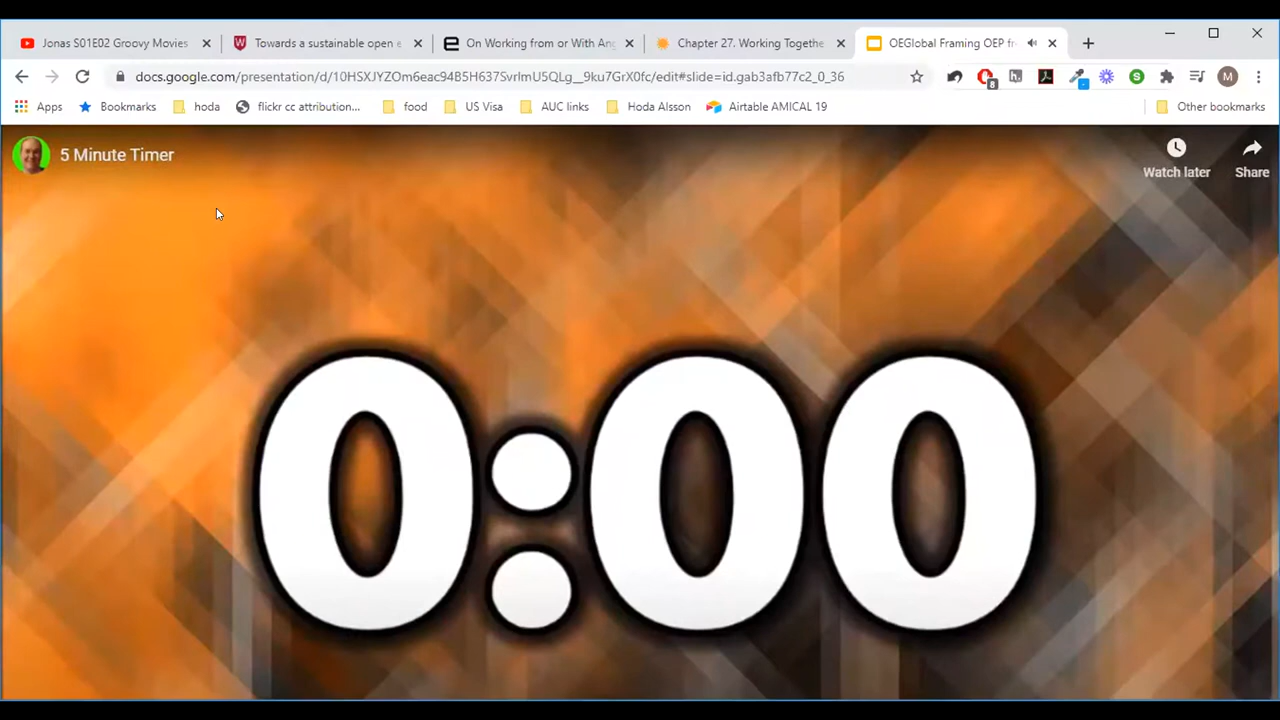 Jonas S01E02 Groovy Movies
Towards a sustainable open e
On Working from or With Ang
Chapter 27. Working Togethe
OEGlobal Framing OEP fr
docs.google.com/presentation/d/10HSXJYZOm6eac94B5H637SvrlmU5QLg__9ku7GrX0fc/edit#slide=id.gab3afb77c2_0_36
8
M
Apps
Bookmarks
hoda
flickr cc attribution...
food
US Visa
AUC links
Hoda Alsson
Airtable AMICAL 19
Other bookmarks
5 Minute Timer
Watch later
Share
0:00